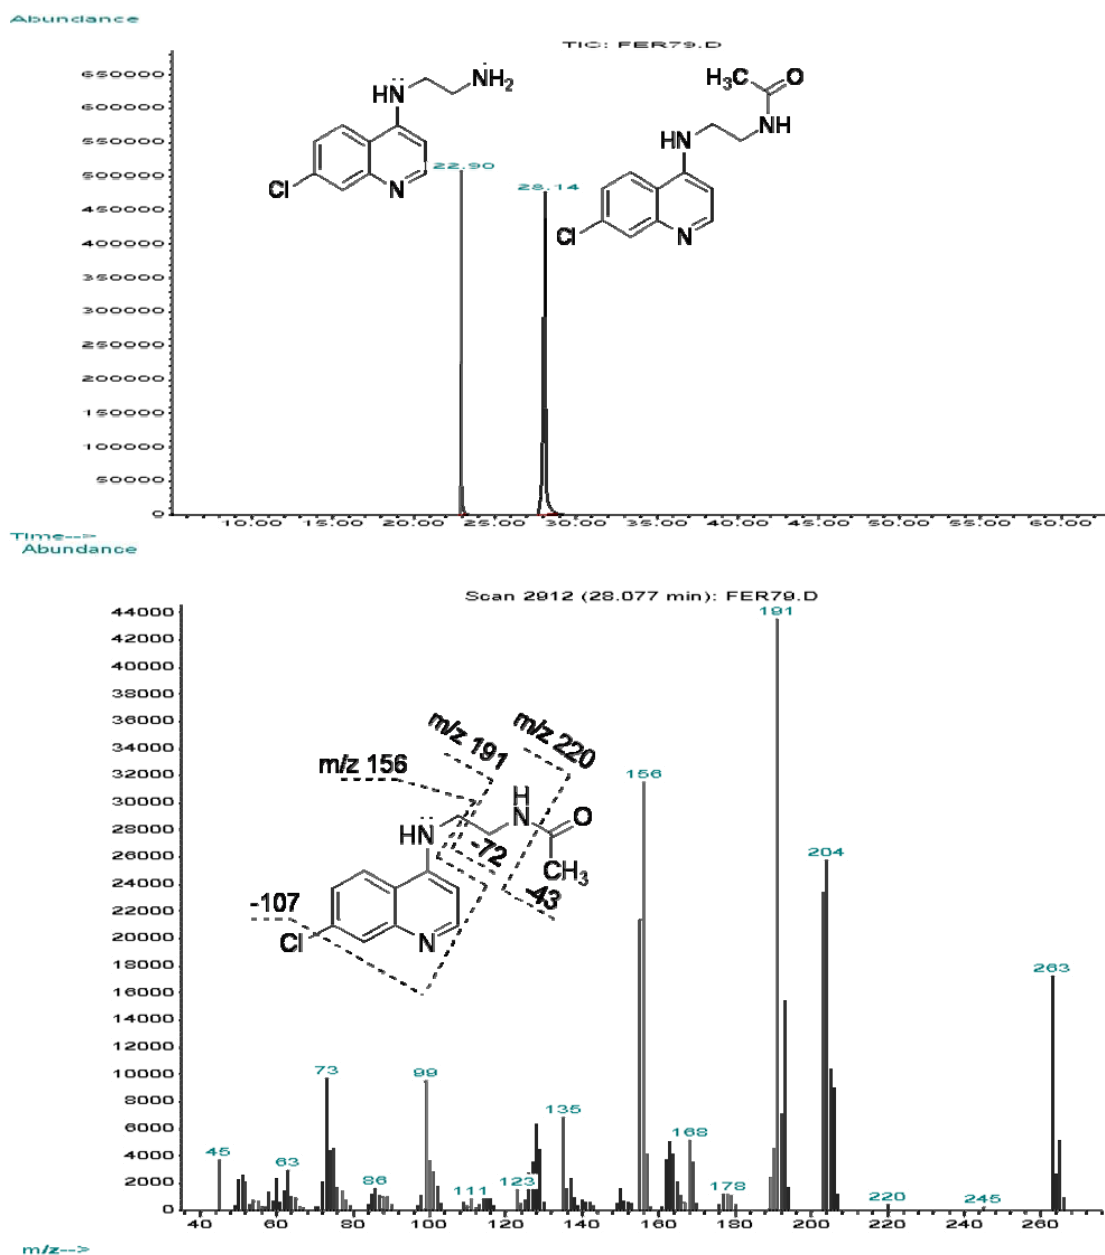 Abundance
TIC: FER79.D
650000
600000
550000
500000
450000
400000
350000
300000
250000
200000
150000
100000
50000
0
HN
NH2
Cl
N
22.90
28.14
H3C
O
NH
HN
Cl
N
10.00 15.00 20.00 25.00 30.00 35.00 40.00 45.00 50.00 55.00 60.00
Time-->
Abundance
Scan 2912 (28.077 min): FER79.D
44000
42000
40000
38000
36000
34000
32000
30000
28000
26000
24000
22000
20000
18000
16000
14000
12000
10000
8000
6000
4000
2000
0
191
156
204
263
73
99
135
45
63
86
111
123
168
178
220
245
m/z 156
m/z 191
m/z 220
H
N
O
HN
-72
CH3
-43
-107
Cl
N
40 60 80 100 120 140 160 180 200 220 240 260
m/z-->